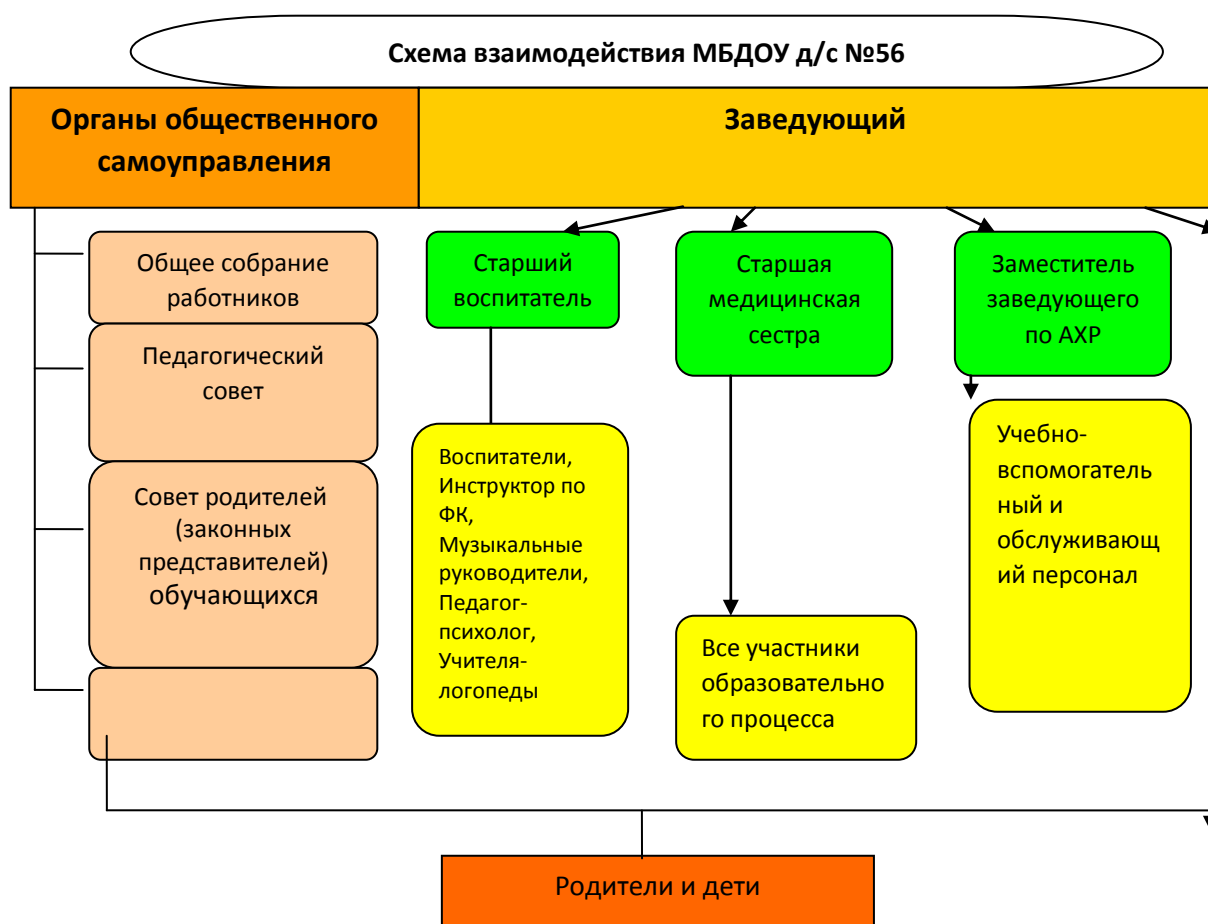 Схема взаимодействия МБДОУ д/с №56
Органы общественного
самоуправления
Заведующий
Общее собрание
работников
Педагогический
совет
Совет родителей
(законных
представителей)
обучающихся
Старший
воспитатель
Воспитатели,
Инструктор по
ФК,
Музыкальные
руководители,
Педагог-
психолог,
Учителя-
логопеды
Старшая
медицинская
сестра
Все участники
образовательно
го процесса
Заместитель
заведующего
по АХР
Учебно-
вспомогатель
ный и
обслуживающ
ий персонал
Родители и дети